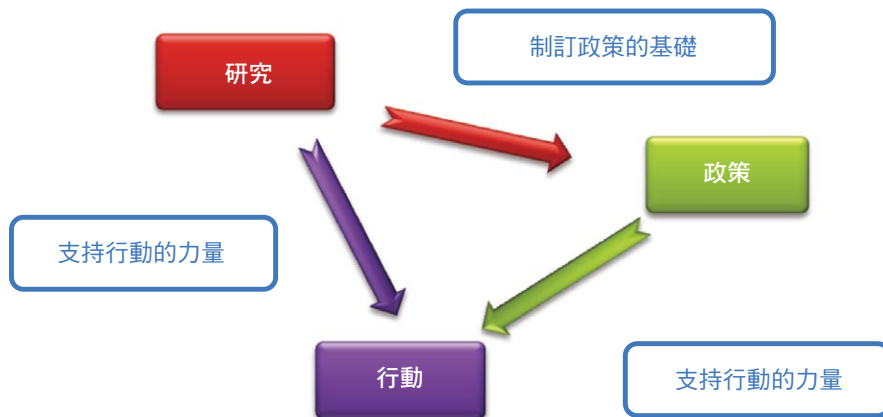 制訂政策的基礎
研究
政策
支持行動的力量
行動
支持行動的力量